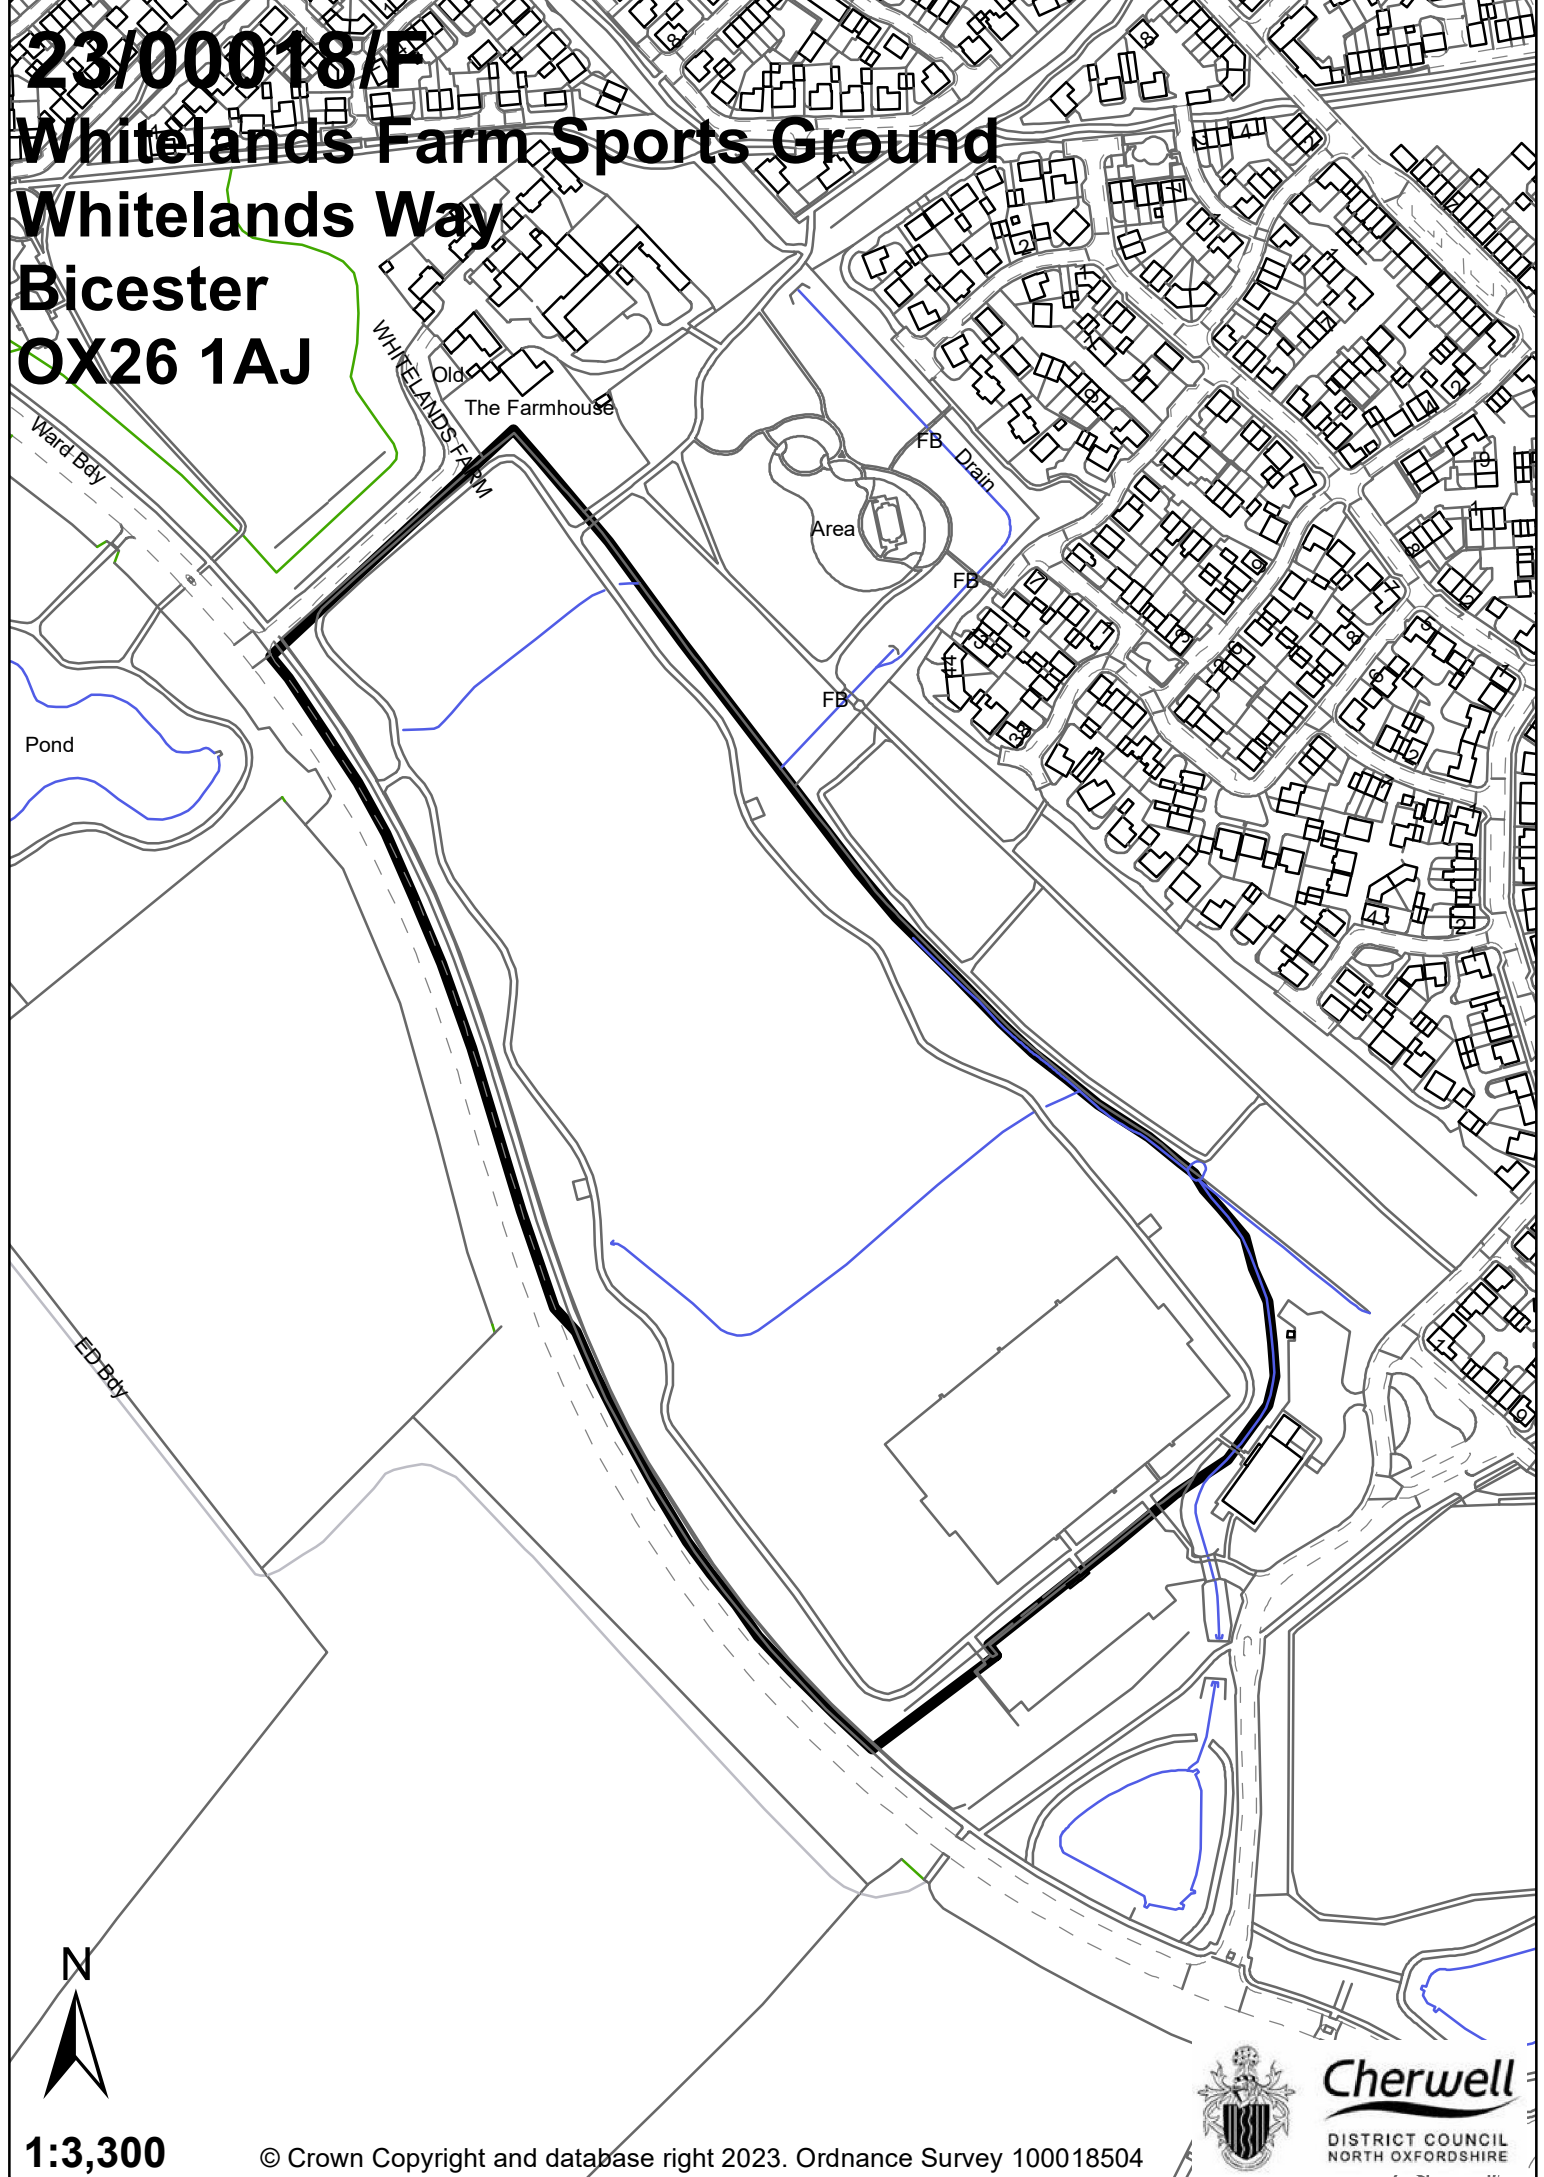 23/00018/F
Whitelands Farm Sports Ground
Whitelands Way
Bicester
OX26 1AJ
WHITELANDS FARM
Old
The Farmhouse
Ward Bdy
FB
Drain
Area
FB
FB
Pond
ED Bdy
44
38
N
1:3,300
© Crown Copyright and database right 2023. Ordnance Survey 100018504
Cherwell
DISTRICT COUNCIL
NORTH OXFORDSHIRE